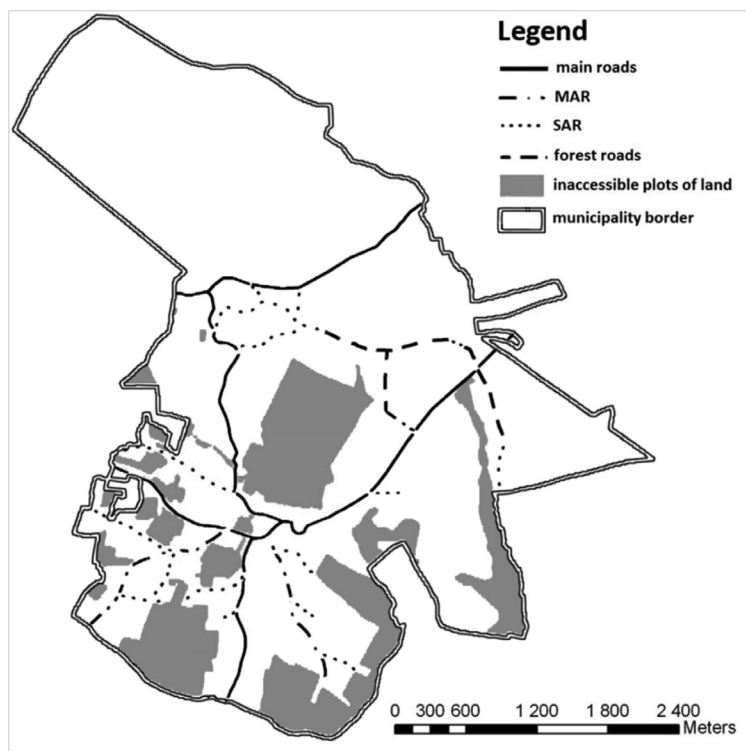 Legend
main roads
MAR
SAR
forest roads
inaccessible plots of land
municipality border
0 300 600 1 200 1 800 2 400
Meters